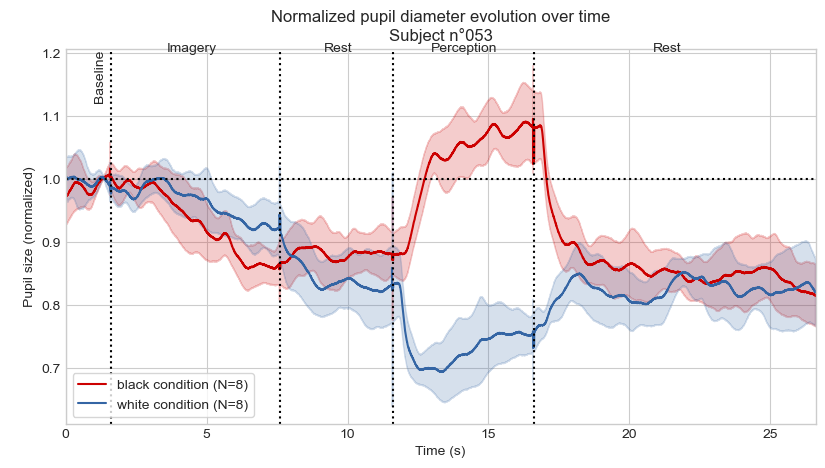 Normalized pupil diameter evolution over time
Subject n°053
Baseline
Imagery
Rest
Perception
Rest
1.2
1.1
1.0
0.9
0.8
0.7
Pupil size (normalized)
black condition (N=8)
white condition (N=8)
0
5
10
15
20
25
Time (s)